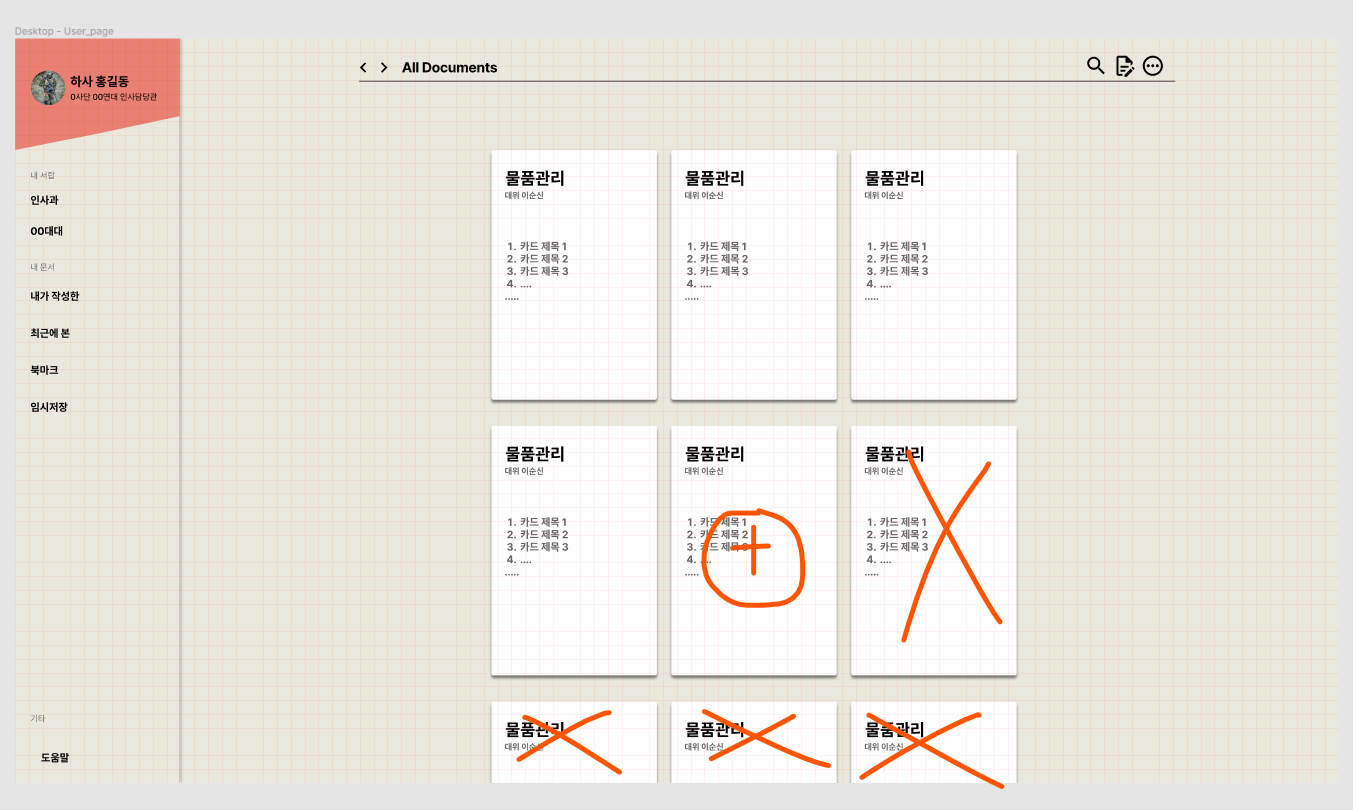 Desktop - User_page
하사 홍길동
0사단 00연대 인사담당관
내 서랍
인사과
00대대
내 문서
내가 작성한
최근에 본
북마크
임시저장
기타
도움말
All Documents
물품관리
대위 이순신
1. 카드 제목 1
2. 카드 제목 2
3. 카드 제목 3
4. ....
.....
물품관리
대위 이순신
1. 카드 제목 1
2. 카드 제목 2
3. 카드 제목 3
4. ....
.....
물품관리
대위 이순신
1. 카드 제목 1
2. 카드 제목 2
3. 카드 제목 3
4. ....
.....
물품관리
대위 이순신
1. 카드 제목 1
2. 카드 제목 2
3. 카드 제목 3
4. ....
.....
물품관리
대위 이순신
1. 카드 제목 1
2. 카드 제목 2
3. 카드 제목 3
4. ....
.....
물품관리
대위 이순신
1. 카드 제목 1
2. 카드 제목 2
3. 카드 제목 3
4. ....
.....
물품관리
대위 이순신
물품관리
대위 이순신
물품관리
대위 이순신